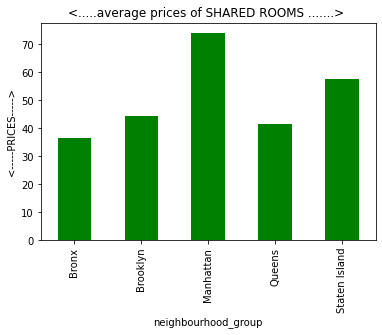 <.....average prices of SHARED ROOMS .......>
<-----PRICES----->
70
60
50
40
30
20
10
0
Bronx
Brooklyn
Manhattan
Queens
Staten Island
neighbourhood_group